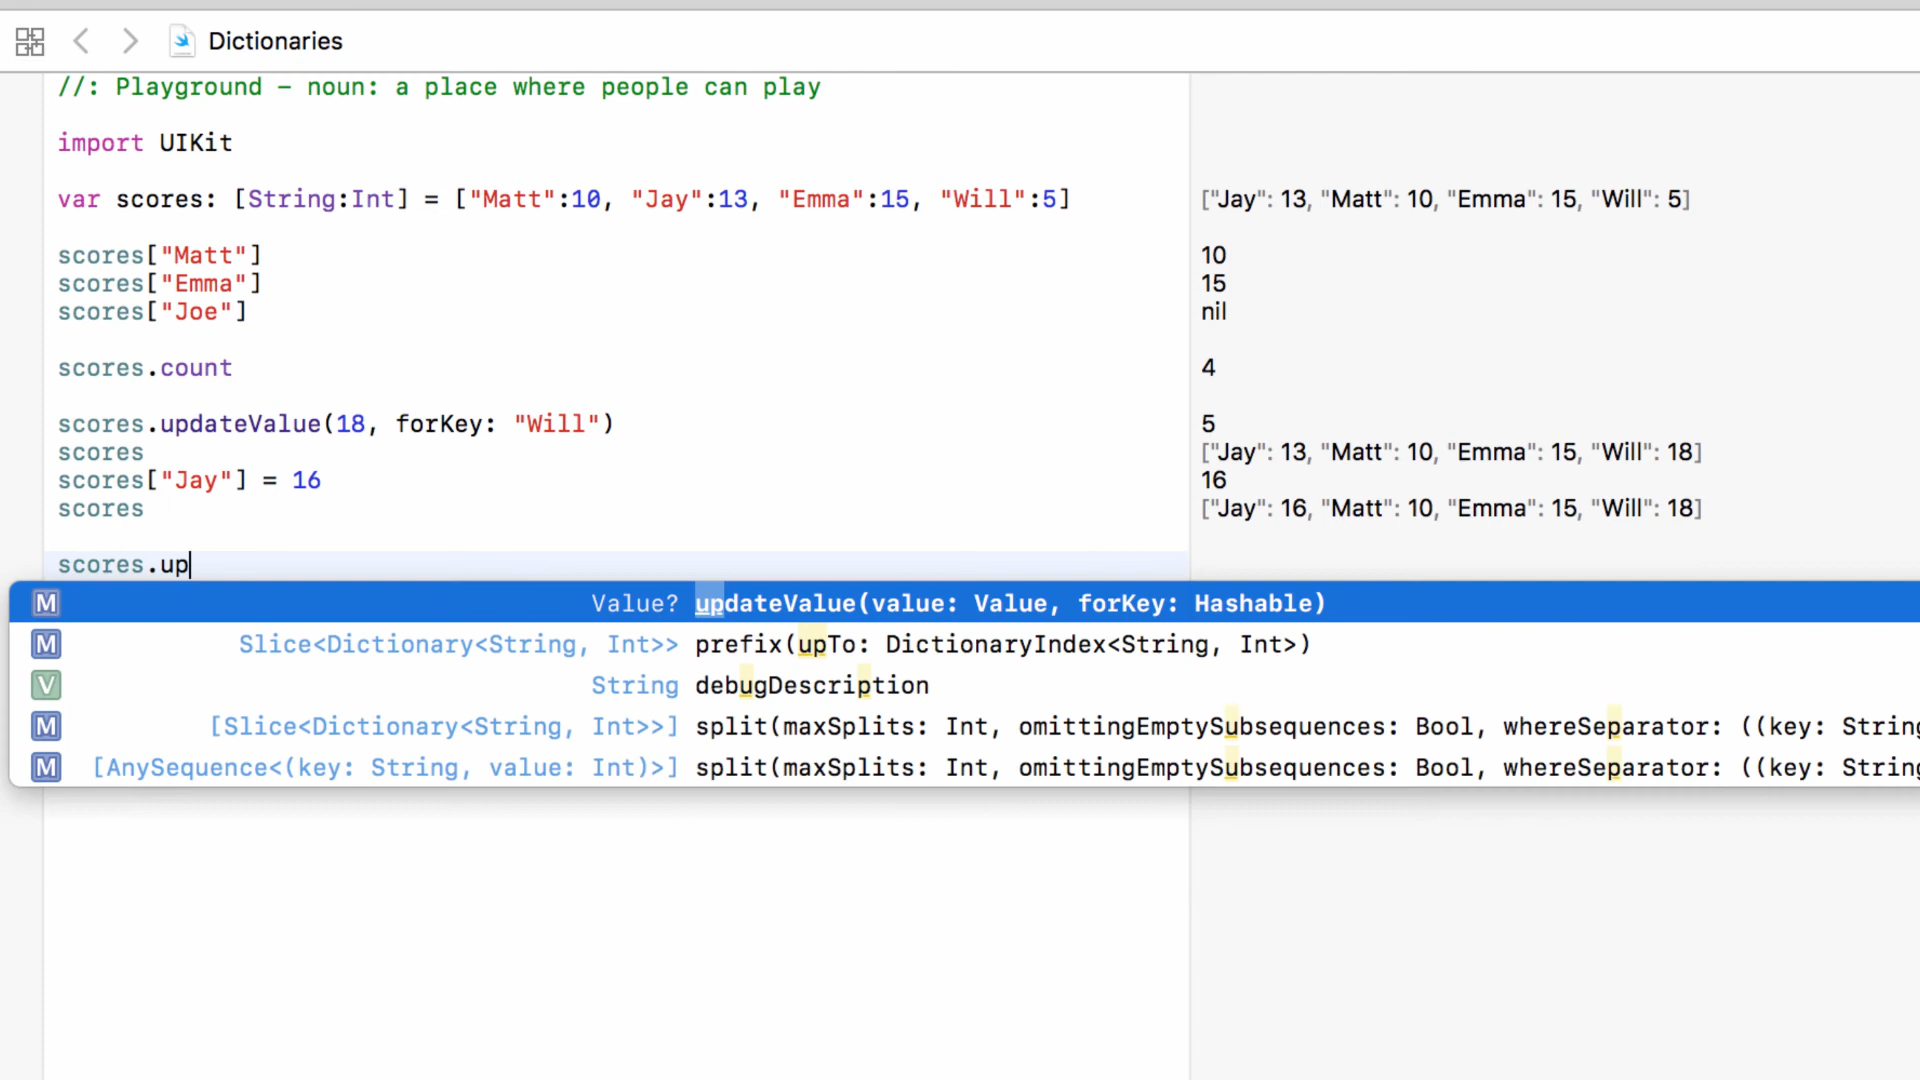 Dictionaries
//: Playground – noun: a place where people can play
import UIKit
var scores: [String:Int] = ["Matt":10, "Jay":13, "Emma":15, "Will":5]
["Jay": 13, "Matt": 10, "Emma": 15, "Will": 5]
scores["Matt"]
10
scores["Emma"]
15
scores["Joe"]
nil
scores.count
4
scores.updateValue(18, forKey: "Will")
5
scores
["Jay": 13, "Matt": 10, "Emma": 15, "Will": 18]
scores["Jay"] = 16
16
scores
["Jay": 16, "Matt": 10, "Emma": 15, "Will": 18]
scores.up
M Value? updateValue(value: Value, forKey: Hashable)
M Slice<Dictionary<String, Int>> prefix(upTo: DictionaryIndex<String, Int>)
V String debugDescription
M [Slice<Dictionary<String, Int>>] split(maxSplits: Int, omittingEmptySubsequences: Bool, whereSeparator: ((key: String
M [AnySequence<(key: String, value: Int)>] split(maxSplits: Int, omittingEmptySubsequences: Bool, whereSeparator: ((key: String